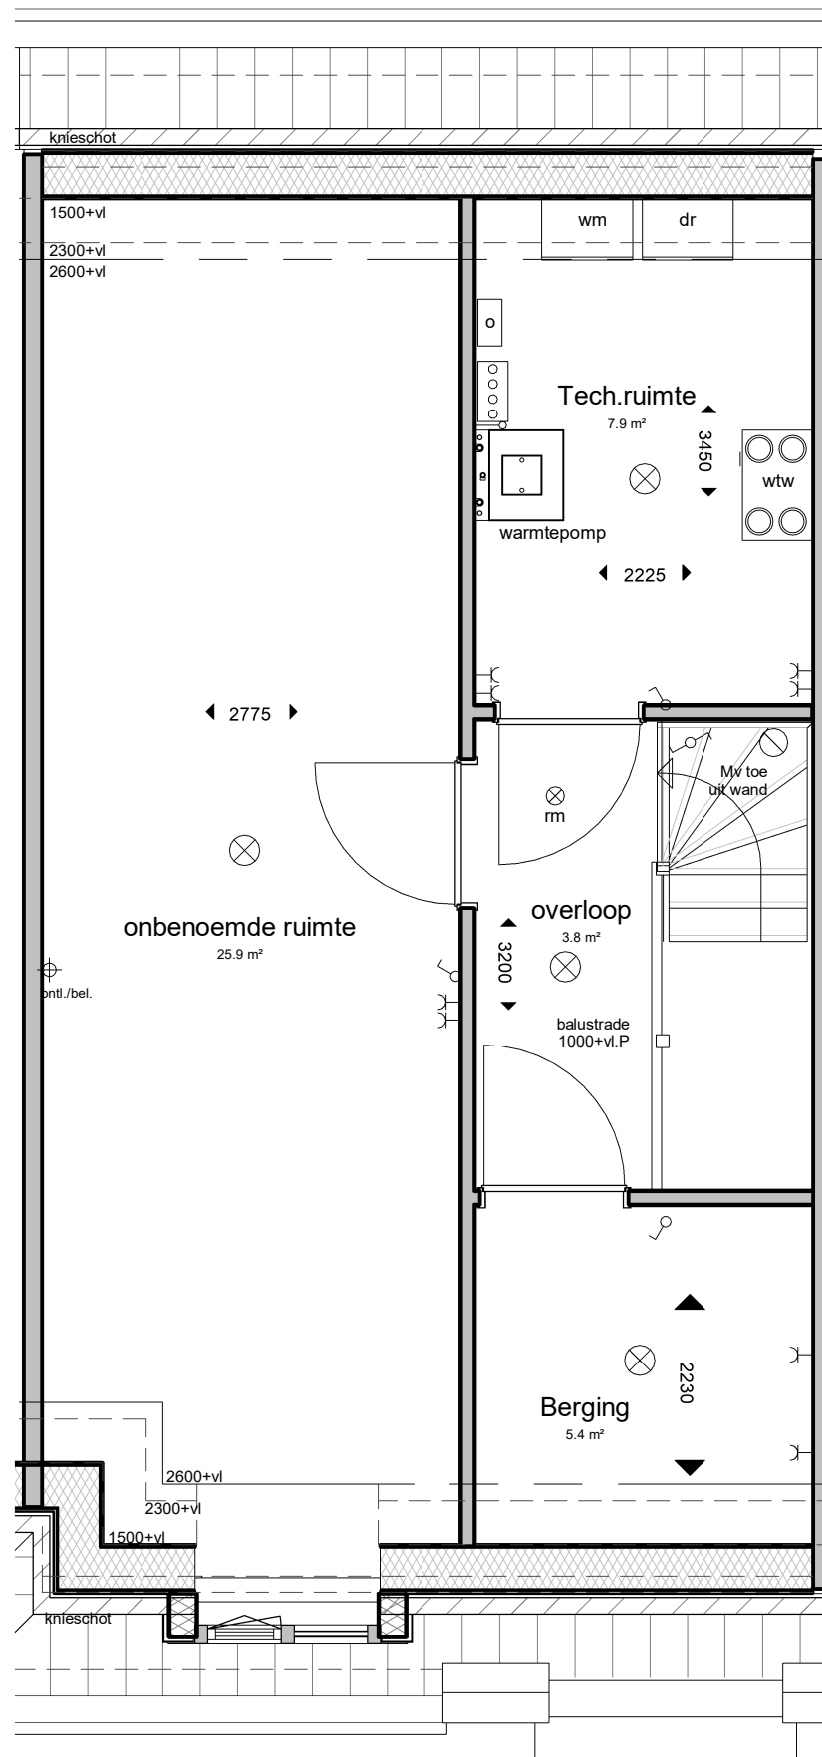 knieschot
1500+vl
2300+vl
2600+vl
wm
dr
o
Tech.ruimte
7.9 m²
3450
wtw
warmtepomp
2225
2775
Mv toe
uit wand
rm
onbenoemde ruimte
25.9 m²
overloop
3.8 m²
3200
ontl./bel.
balustrade
1000+vl.P
2230
Berging
5.4 m²
2600+vl
2300+vl
1500+vl
knieschot